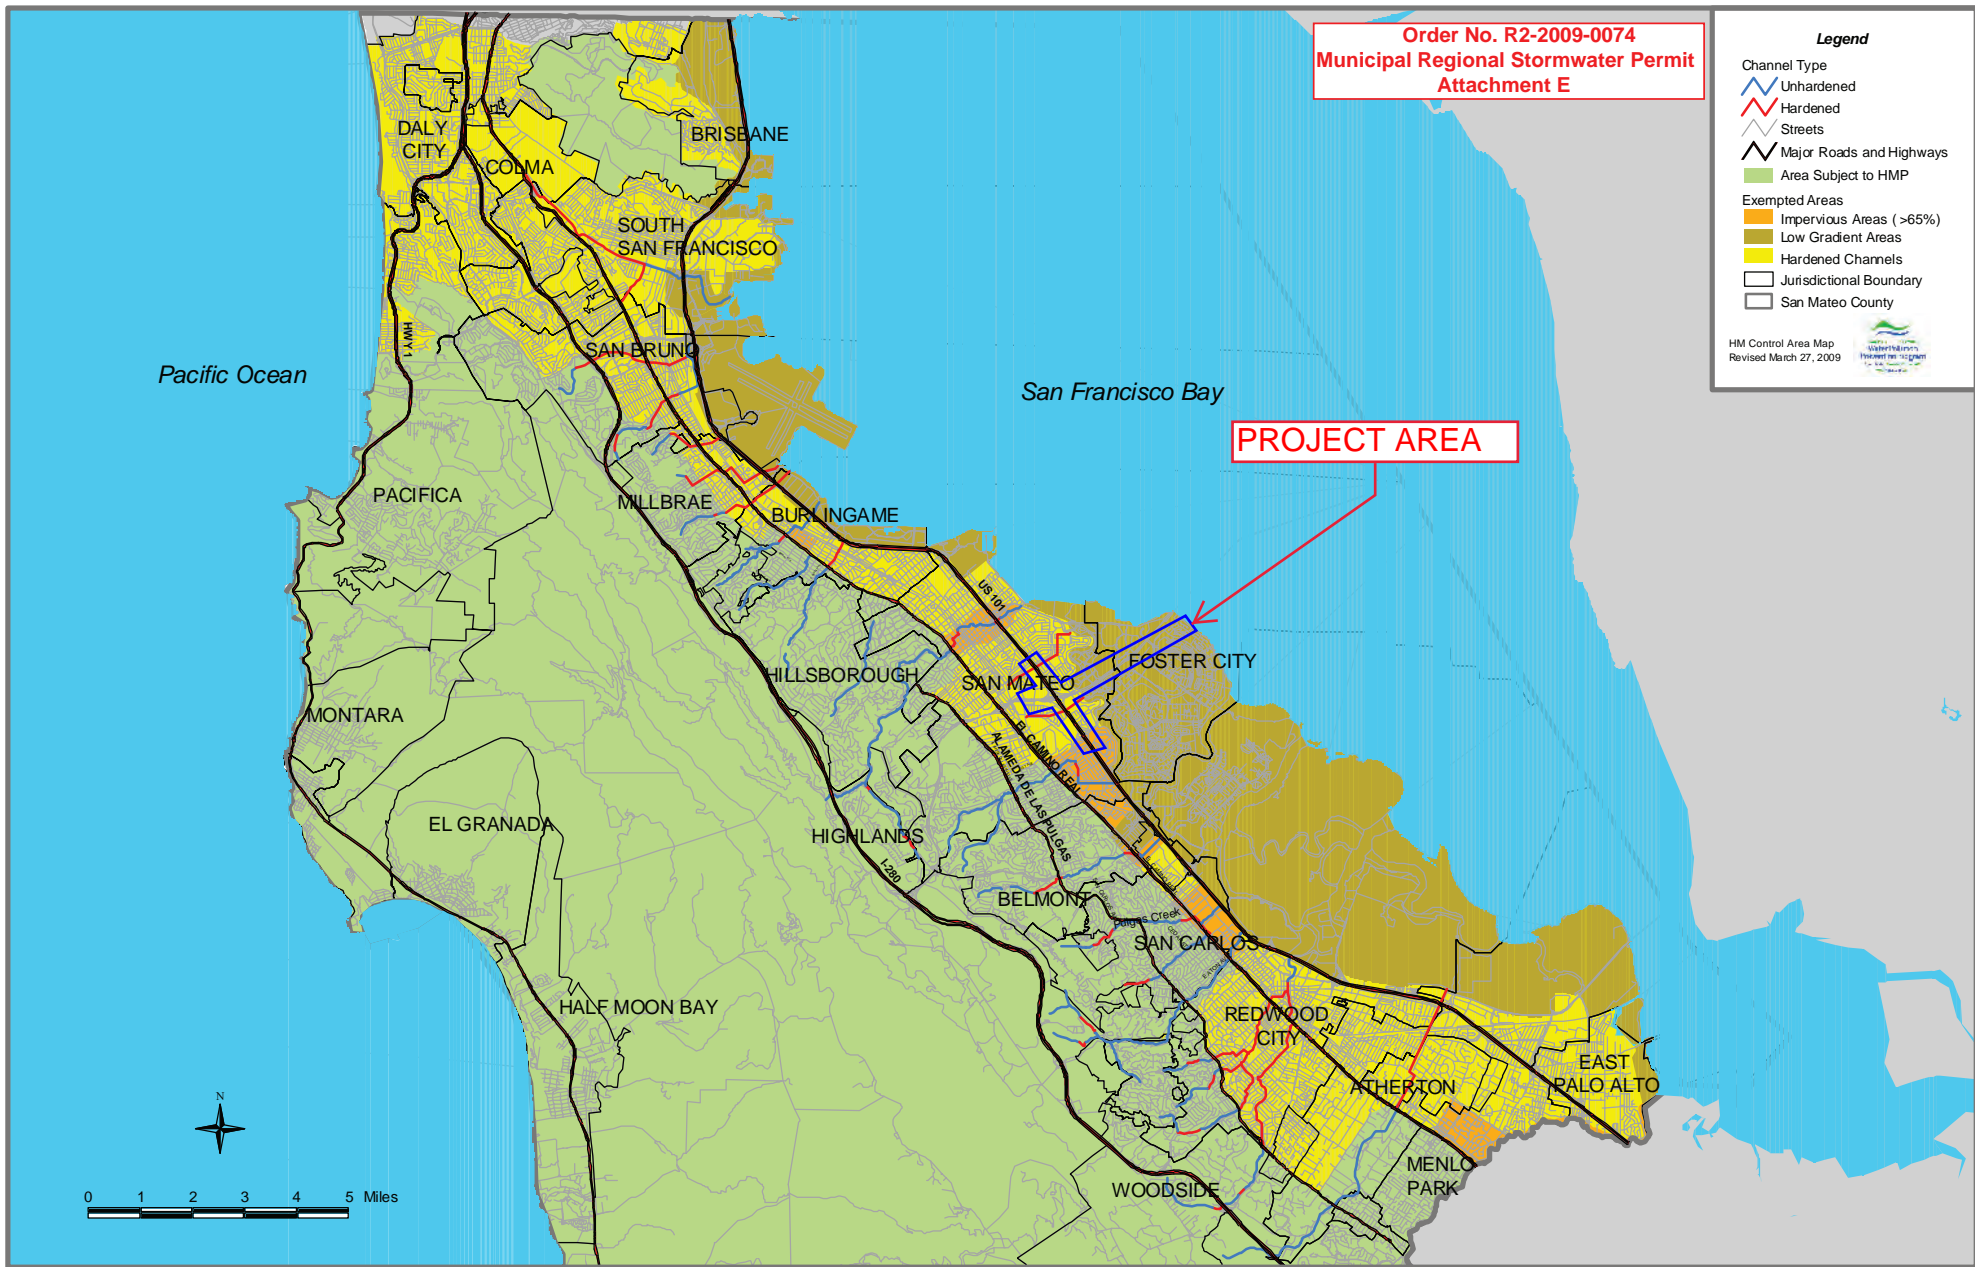 Order No. R2-2009-0074
Municipal Regional Stormwater Permit
Attachment E
Legend
Channel Type
Unhardened
Hardened
Streets
Major Roads and Highways
Area Subject to HMP
Exempted Areas
Impervious Areas ( >65%)
Low Gradient Areas
Hardened Channels
Jurisdictional Boundary
San Mateo County
HM Control Area Map
Revised March 27, 2009
DALY
CITY
COLMA
BRISBANE
SOUTH
SAN FRANCISCO
HWY 1
SAN BRUNO
Pacific Ocean
San Francisco Bay
PROJECT AREA
PACIFICA
MILLBRAE
BURLINGAME
US 101
FOSTER CITY
HILLSBOROUGH
SAN MATEO
MONTARA
EL CAMINO REAL
ALAMEDA DE LAS PULGAS
EL GRANADA
HIGHLANDS
I-280
BELMONT
Pulgas Creek
SAN CARLOS
HALF MOON BAY
REDWOOD
CITY
EAST
PALO ALTO
ATHERTON
MENLO
PARK
WOODSIDE
N
0 1 2 3 4 5 Miles